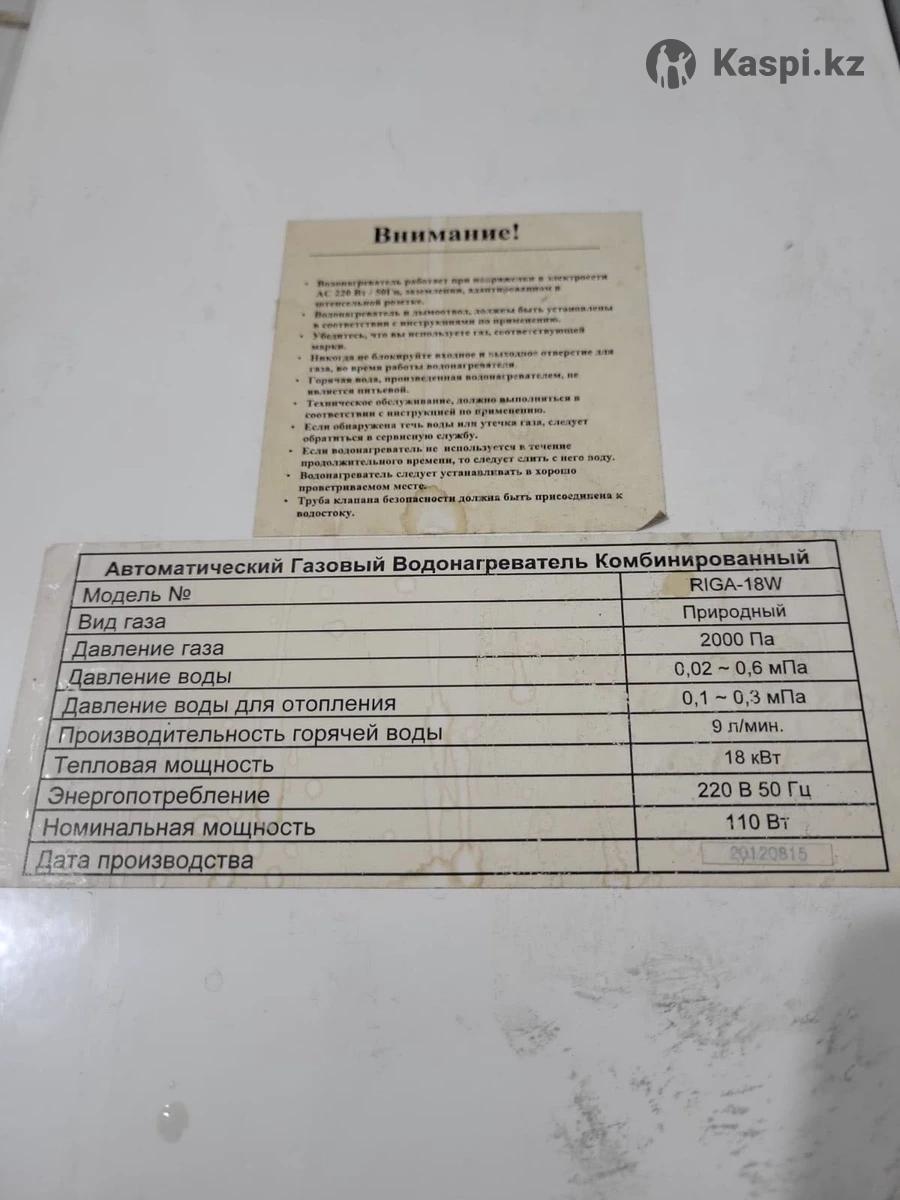 Kaspi.kz
Внимание!
• Водонагреватель работает при напряжении в электросети
АС 220 Вт / 50Гц, заземлении, адаптированном в
штепсельной розетке.
• Водонагреватель и дымоотвод, должен быть установлены
в соответствии с инструкциями по применению.
• Убедитесь, что вы используете газ, соответствующей
марки.
• Никогда не блокируйте входное и выходное отверстие для
газа, во время работы водонагревателя.
• Горячая вода, произведенная водонагревателем, не
является питьевой.
• Техническое обслуживание, должно выполняться в
соответствии с инструкцией по применению.
• Если обнаружена течь воды или утечка газа, следует
обратиться в сервисную службу.
• Если водонагреватель не используется в течение
продолжительного времени, то следует слить с него воду.
• Водонагреватель следует устанавливать в хорошо
проветриваемом месте.
• Труба клапана безопасности должна быть присоединена к
водостоку.
Автоматический Газовый Водонагреватель Комбинированный
Модель № RIGA-18W
Вид газа Природный
Давление газа 2000 Па
Давление воды 0,02 ~ 0,6 мПа
Давление воды для отопления 0,1 ~ 0,3 мПа
Производительность горячей воды 9 л/мин.
Тепловая мощность 18 кВт
Энергопотребление 220 В 50 Гц
Номинальная мощность 110 Вт
Дата производства 20120815